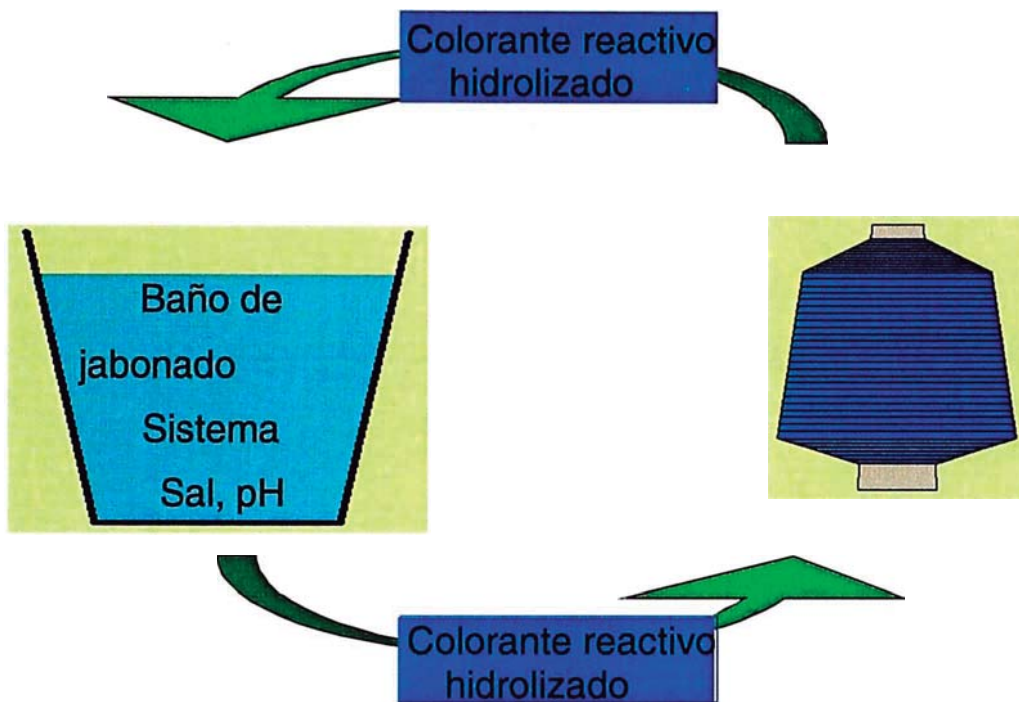 Colorante reactivo
hidrolizado
Baño de
jabonado
Sistema
Sal, pH
Colorante reactivo
hidrolizado